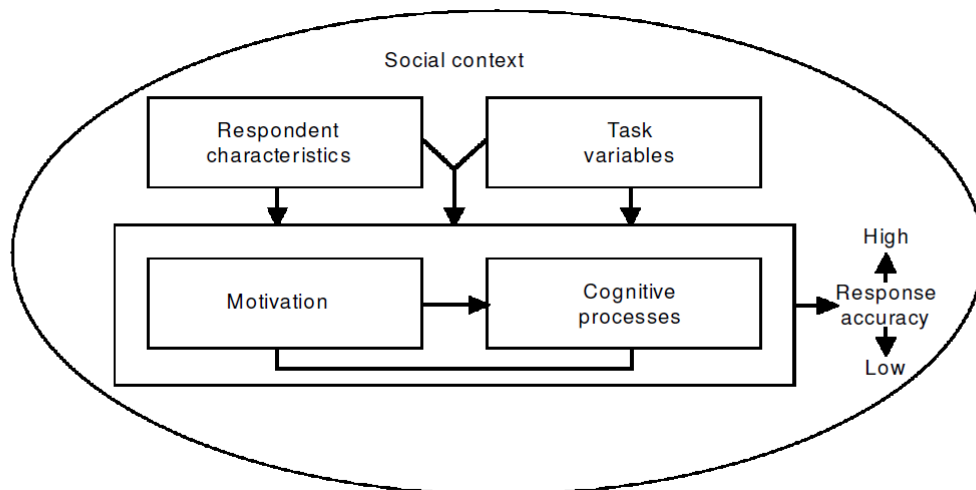 Social context
Respondent
characteristics
Task
variables
Motivation
Cognitive
processes
High
Response
accuracy
Low